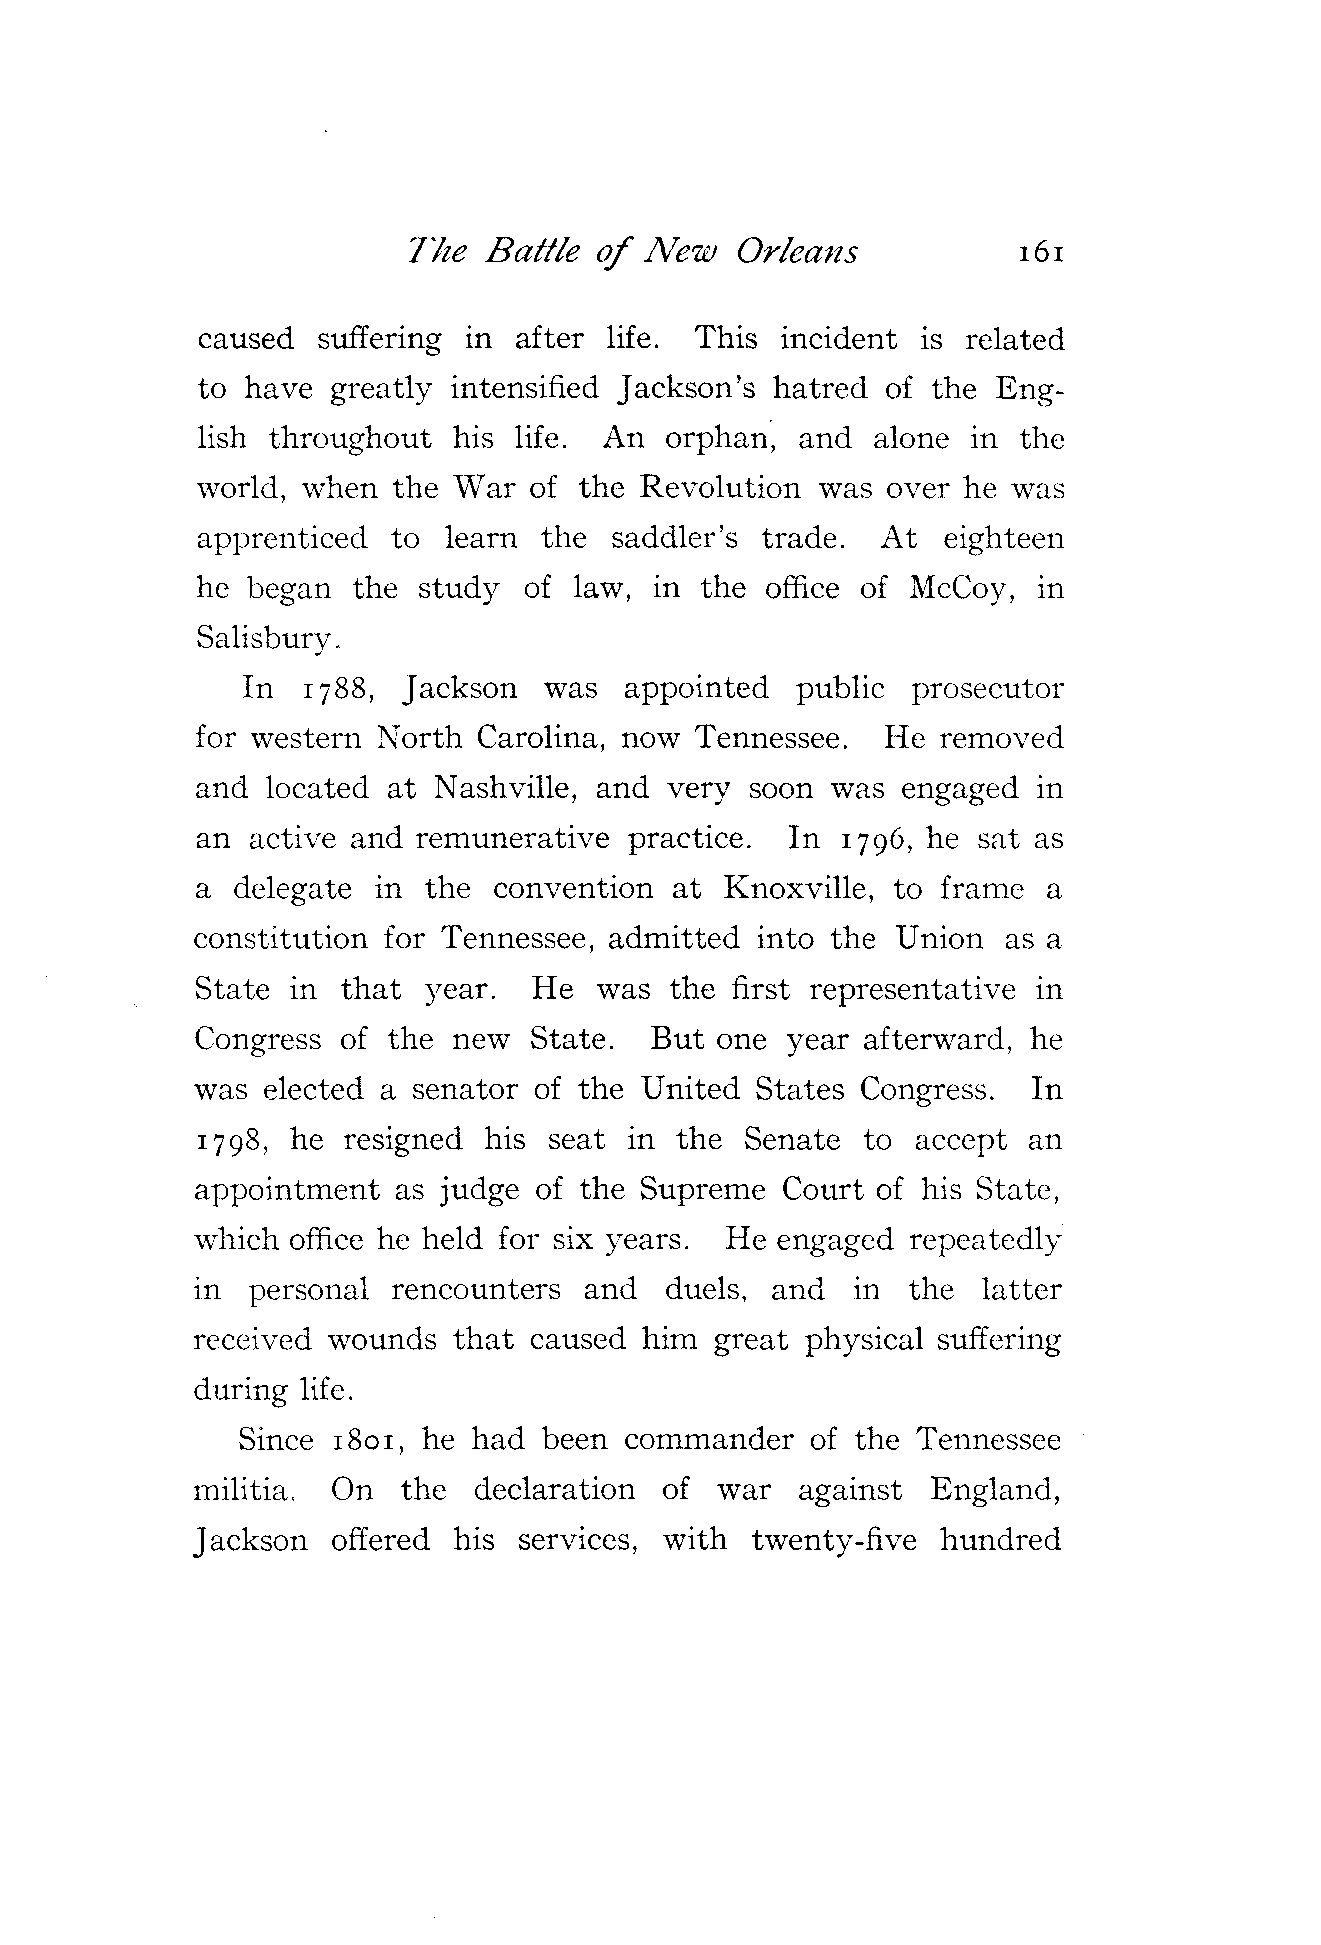 The Battle of New Orleans 161
caused suffering in after life. This incident is related
to have greatly intensified Jackson's hatred of the Eng-
lish throughout his life. An orphan, and alone in the
world, when the War of the Revolution was over he was
apprenticed to learn the saddler's trade. At eighteen
he began the study of law, in the office of McCoy, in
Salisbury.
In 1788, Jackson was appointed public prosecutor
for western North Carolina, now Tennessee. He removed
and located at Nashville, and very soon was engaged in
an active and remunerative practice. In 1796, he sat as
a delegate in the convention at Knoxville, to frame a
constitution for Tennessee, admitted into the Union as a
State in that year. He was the first representative in
Congress of the new State. But one year afterward, he
was elected a senator of the United States Congress. In
1798, he resigned his seat in the Senate to accept an
appointment as judge of the Supreme Court of his State,
which office he held for six years. He engaged repeatedly
in personal rencounters and duels, and in the latter
received wounds that caused him great physical suffering
during life.
Since 1801, he had been commander of the Tennessee
militia. On the declaration of war against England,
Jackson offered his services, with twenty-five hundred